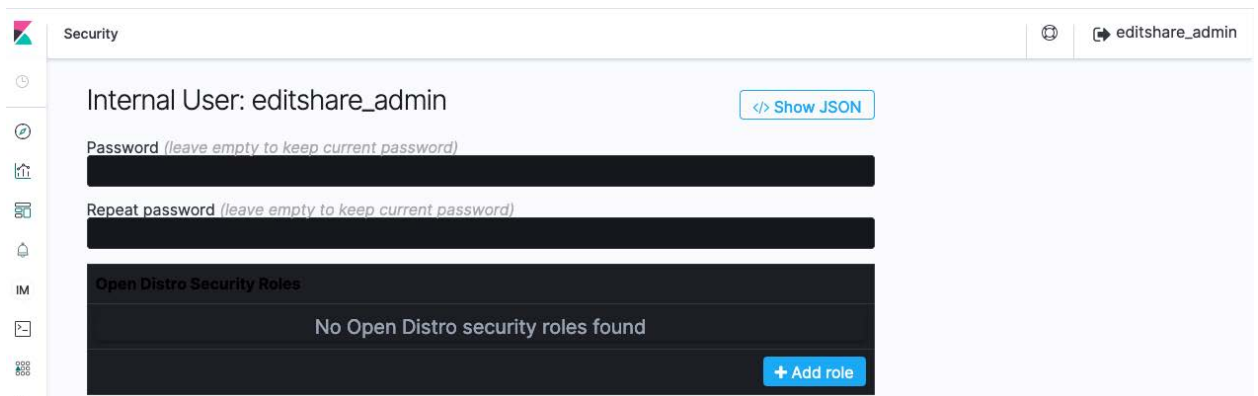 Security
editshare_admin
Internal User: editshare_admin
</> Show JSON
Password (leave empty to keep current password)
Repeat password (leave empty to keep current password)
Open Distro Security Roles
No Open Distro security roles found
+ Add role
IM